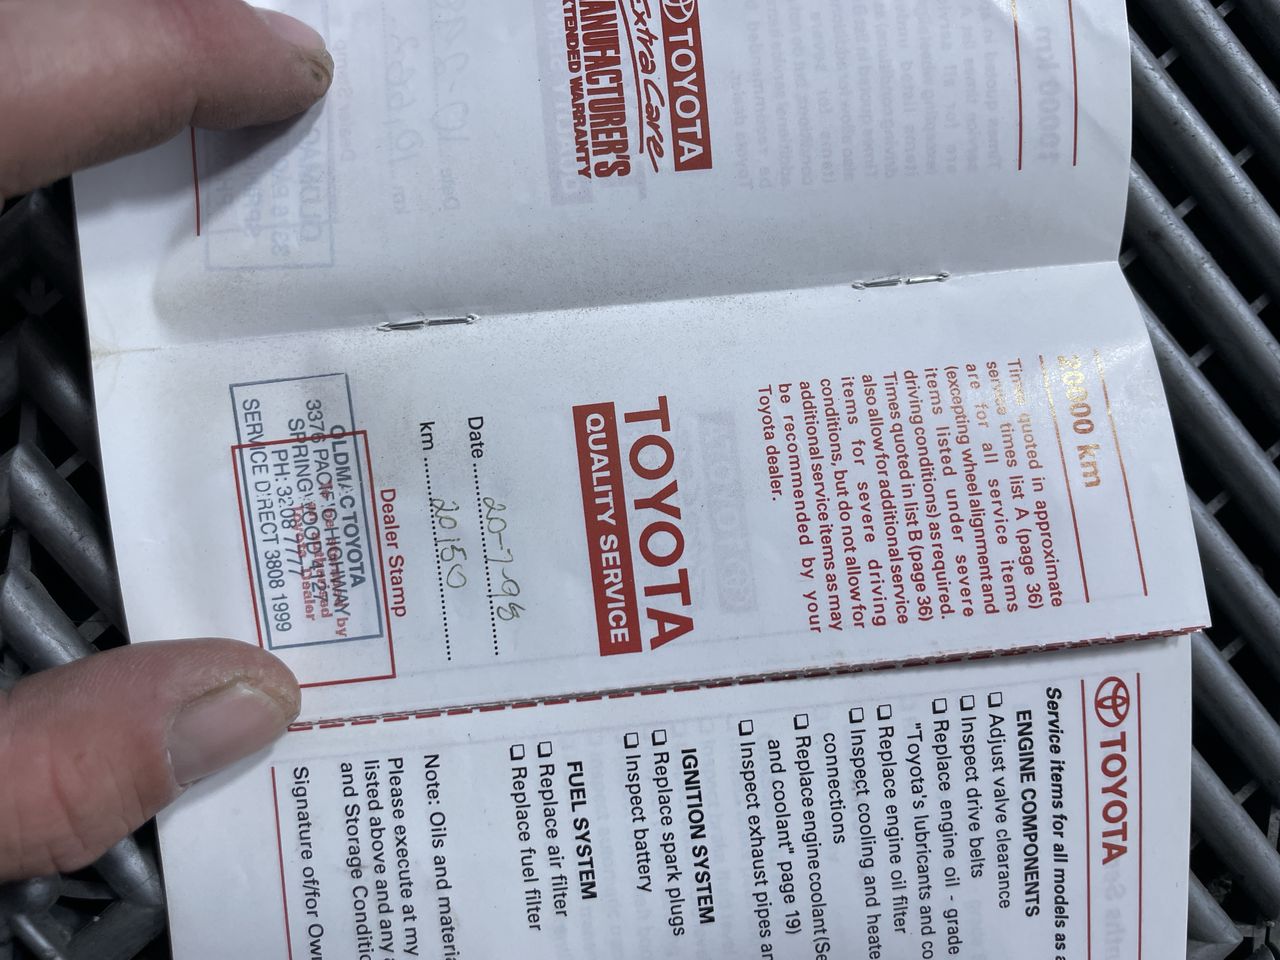 TOYOTA
Extra Care
MANUFACTURER'S
EXTENDED WARRANTY
20000 km
Times quoted in approximate
service times list A (page 36)
are for all service items
(excepting wheel alignment and
items listed under severe
driving conditions) as required.
Times quoted in list B (page 36)
also allow for additional service
items for severe driving
conditions, but do not allow for
additional service items as may
be recommended by your
Toyota dealer.
TOYOTA
QUALITY SERVICE
Date 20-7-98
km 20150
Dealer Stamp
OLDMAC TOYOTA
3376 PACIFIC HIGHWAY
SPRINGWOOD 4127
PH: 3208 7777
SERVICE DIRECT 3808 1999
by
Toyota Dealer
TOYOTA
Service items for all models as
ENGINE COMPONENTS
❑ Adjust valve clearance
❑ Inspect drive belts
❑ Replace engine oil - grade
"Toyota's lubricants and
❑ Replace engine oil filter
❑ Inspect cooling and
connections
❑ Replace engine coolant
and coolant" page 19)
❑ Inspect exhaust pipes
IGNITION SYSTEM
❑ Replace spark plugs
❑ Inspect battery
FUEL SYSTEM
❑ Replace air filter
❑ Replace fuel filter
Note: Oils and
Please execute at my
listed above and any
and Storage
Signature of/for